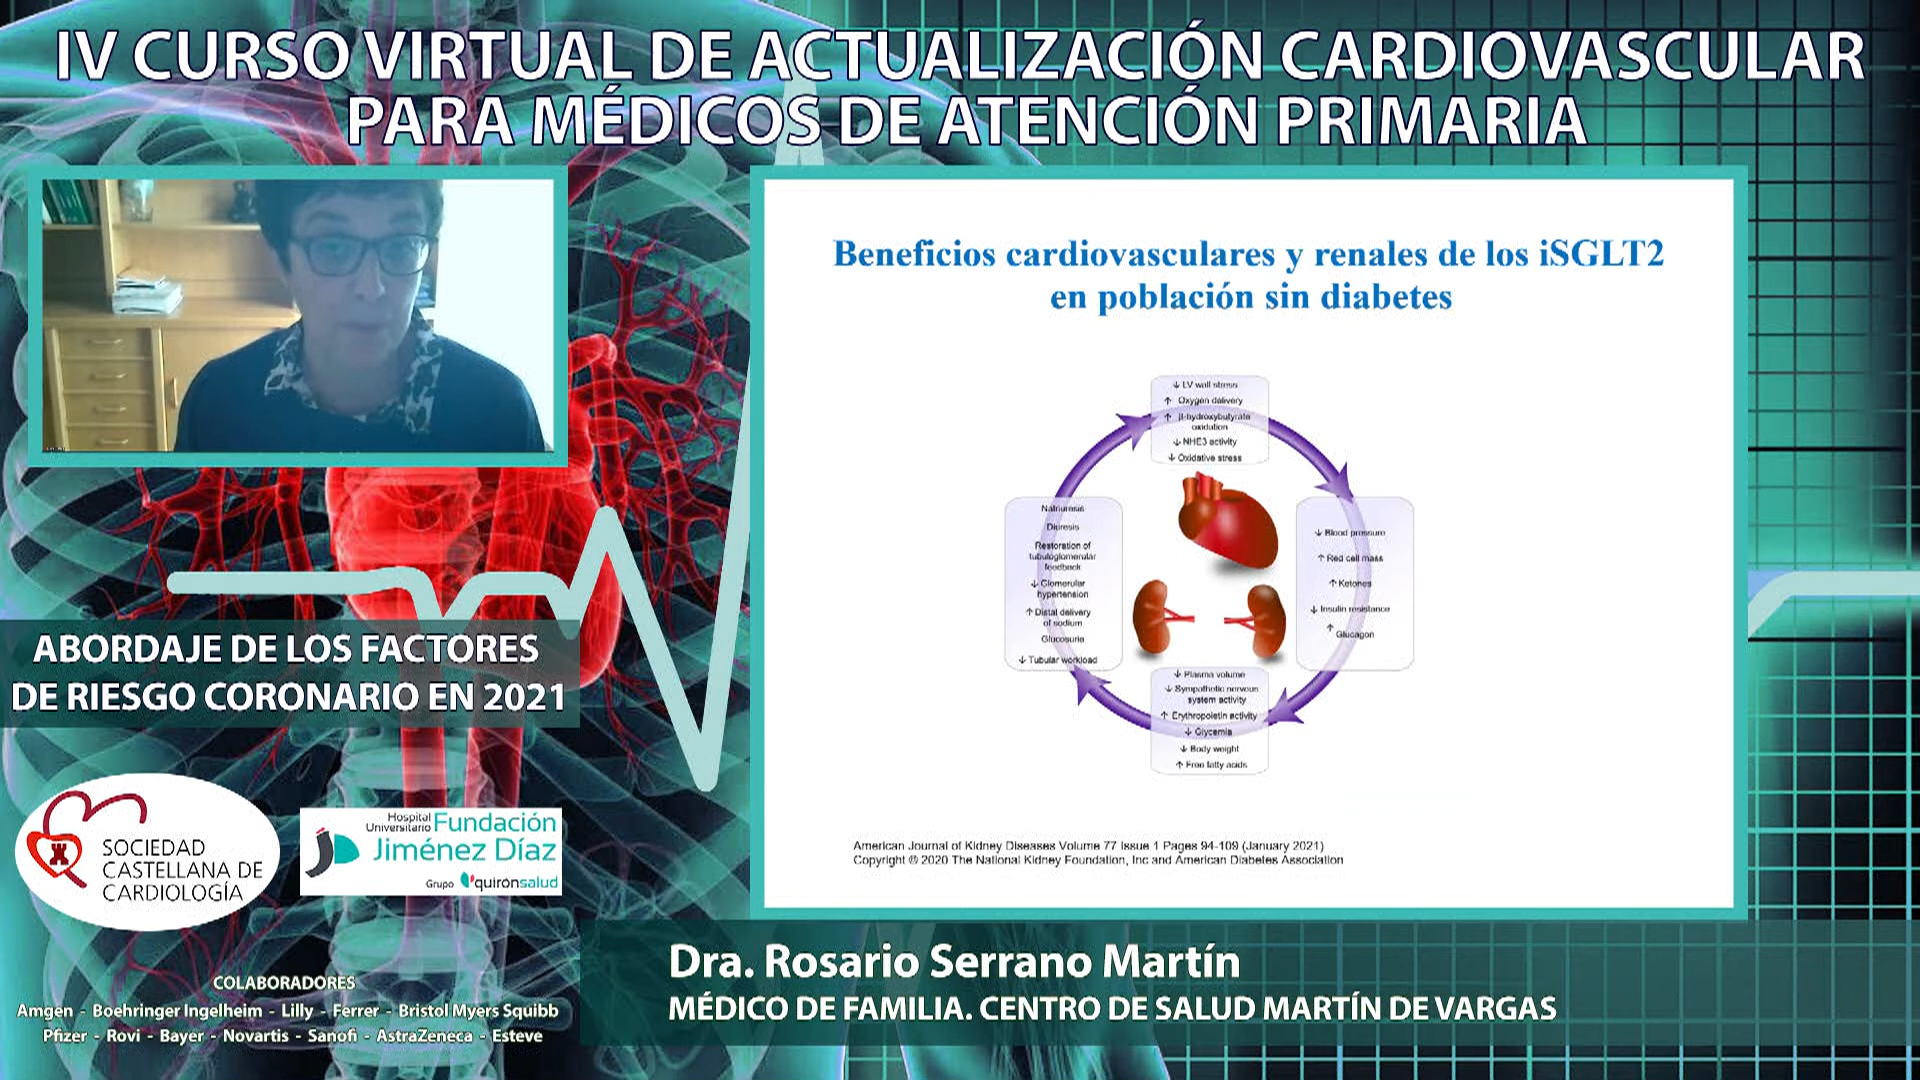 IV CURSO VIRTUAL DE ACTUALIZACIÓN CARDIOVASCULAR
PARA MÉDICOS DE ATENCIÓN PRIMARIA
Beneficios cardiovasculares y renales de los iSGLT2
en población sin diabetes
↓ LV wall stress
↑ Oxygen delivery
↑ β-hydroxybutyrate
oxidation
↓ NHE3 activity
↓ Oxidative stress
Natriuresis
Diuresis
Restoration of
tubuloglomerular
feedback
↓ Glomerular
hypertension
↑ Distal delivery
of sodium
Glucosuria
↓ Tubular workload
↓ Blood pressure
↑ Red cell mass
↑ Ketones
↓ Insulin resistance
↑ Glucagon
↓ Plasma volume
↓ Sympathetic nervous
system activity
↑ Erythropoietin activity
↓ Glycemia
↓ Body weight
↑ Free fatty acids
American Journal of Kidney Diseases Volume 77 Issue 1 Pages 94-109 (January 2021)
Copyright © 2020 The National Kidney Foundation, Inc and American Diabetes Association
ABORDAJE DE LOS FACTORES
DE RIESGO CORONARIO EN 2021
SOCIEDAD
CASTELLANA DE
CARDIOLOGÍA
Hospital
Universitario Fundación
Jiménez Díaz
Grupo quirónsalud
COLABORADORES
Amgen - Boehringer Ingelheim - Lilly - Ferrer - Bristol Myers Squibb
Pfizer - Rovi - Bayer - Novartis - Sanofi - AstraZeneca - Esteve
Dra. Rosario Serrano Martín
MÉDICO DE FAMILIA. CENTRO DE SALUD MARTÍN DE VARGAS